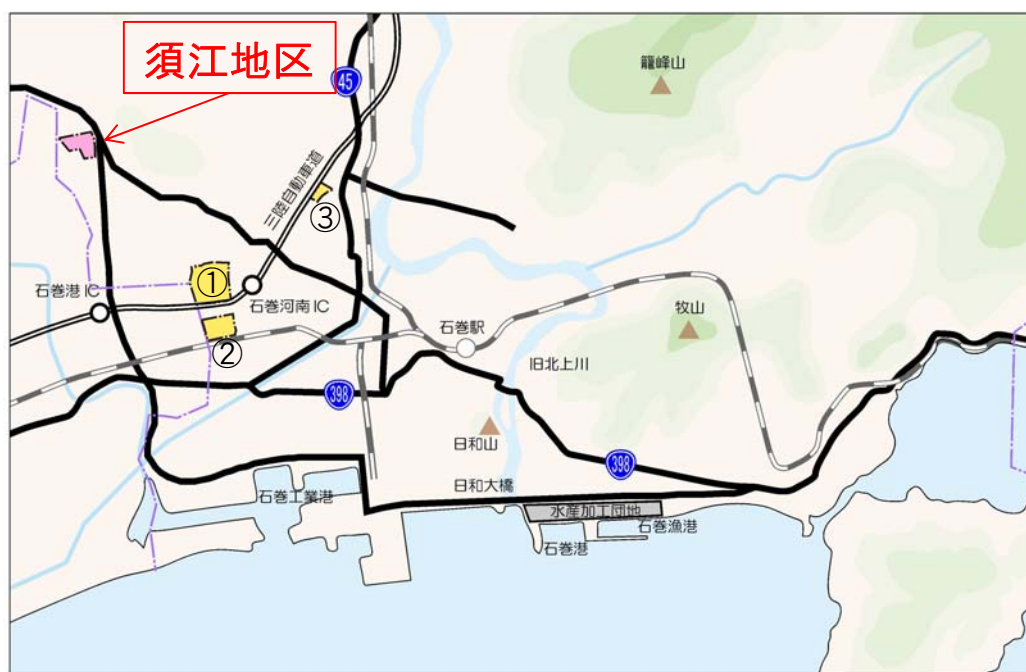 須江地区
籠峰山
45
三陸自動車道
③
①
石巻港IC
石巻河南IC
②
石巻駅
牧山
旧北上川
398
日和山
398
日和大橋
石巻工業港
水産加工団地
石巻漁港
石巻港